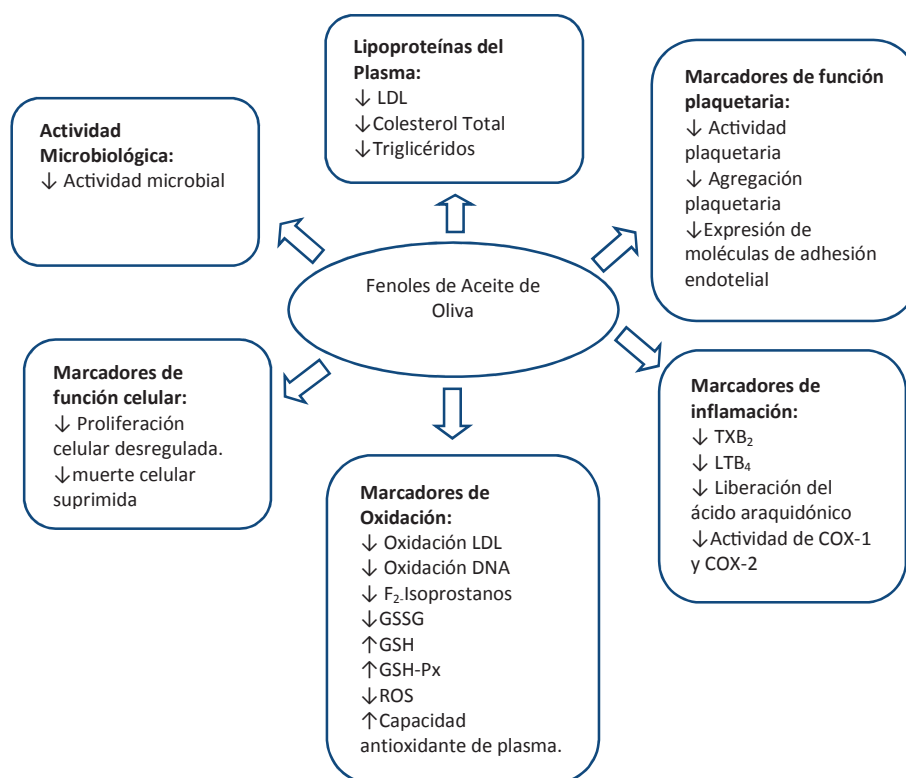 Lipoproteínas del
Plasma:
↓ LDL
↓Colesterol Total
↓Triglicéridos
Marcadores de función
plaquetaria:
↓ Actividad
plaquetaria
↓ Agregación
plaquetaria
↓Expresión de
moléculas de adhesión
endotelial
Actividad
Microbiológica:
↓ Actividad microbial
Fenoles de Aceite de
Oliva
Marcadores de
función celular:
↓ Proliferación
celular desregulada.
↓muerte celular
suprimida
Marcadores de
inflamación:
↓ TXB₂
↓ LTB₄
↓ Liberación del
ácido araquidónico
↓Actividad de COX-1
y COX-2
Marcadores de
Oxidación:
↓ Oxidación LDL
↓ Oxidación DNA
↓ F₂-Isoprostanos
↓GSSG
↑GSH
↑GSH-Px
↓ROS
↑Capacidad
antioxidante de plasma.